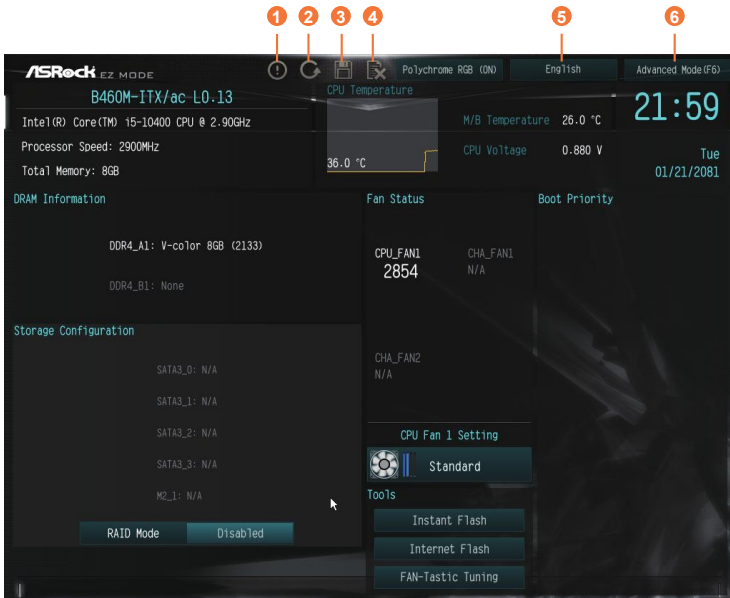 1 2 3 4 5 6
ASRock EZ MODE
Polychrome RGB (ON) English Advanced Mode(F6)
B460M-ITX/ac L0.13
Intel(R) Core(TM) i5-10400 CPU @ 2.90GHz
Processor Speed: 2900MHz
Total Memory: 8GB
CPU Temperature
36.0 °C
M/B Temperature 26.0 °C
CPU Voltage 0.880 V
21:59
Tue
01/21/2081
DRAM Information
DDR4_A1: V-color 8GB (2133)
DDR4_B1: None
Storage Configuration
SATA3_0: N/A
SATA3_1: N/A
SATA3_2: N/A
SATA3_3: N/A
M2_1: N/A
RAID Mode Disabled
Fan Status
CPU_FAN1 CHA_FAN1
2854 N/A
CHA_FAN2
N/A
CPU Fan 1 Setting
Standard
Tools
Instant Flash
Internet Flash
FAN-Tastic Tuning
Boot Priority